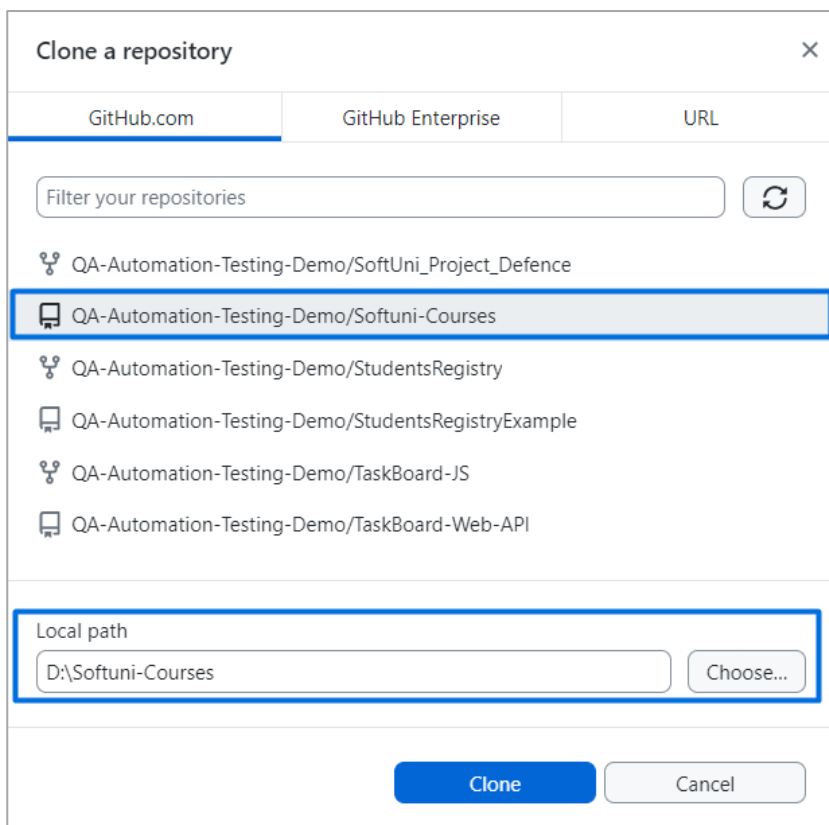 Clone a repository
GitHub.com GitHub Enterprise URL
Filter your repositories
QA-Automation-Testing-Demo/SoftUni_Project_Defence
QA-Automation-Testing-Demo/Softuni-Courses
QA-Automation-Testing-Demo/StudentsRegistry
QA-Automation-Testing-Demo/StudentsRegistryExample
QA-Automation-Testing-Demo/TaskBoard-JS
QA-Automation-Testing-Demo/TaskBoard-Web-API
Local path
D:\Softuni-Courses Choose...
Clone Cancel